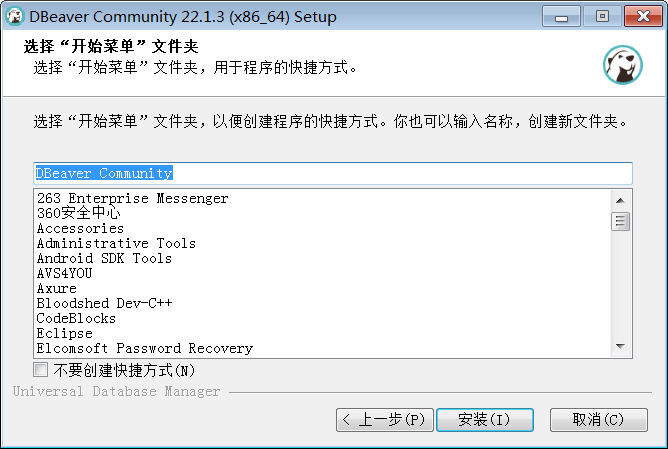 DBeaver Community 22.1.3 (x86_64) Setup
选择“开始菜单”文件夹
选择“开始菜单”文件夹，用于程序的快捷方式。
选择“开始菜单”文件夹，以便创建程序的快捷方式。你也可以输入名称，创建新文件夹。
DBeaver Community
263 Enterprise Messenger
360安全中心
Accessories
Administrative Tools
Android SDK Tools
AVS4YOU
Axure
Bloodshed Dev-C++
CodeBlocks
Eclipse
Elcomsoft Password Recovery
不要创建快捷方式(N)
Universal Database Manager
< 上一步(P) 安装(I) 取消(C)